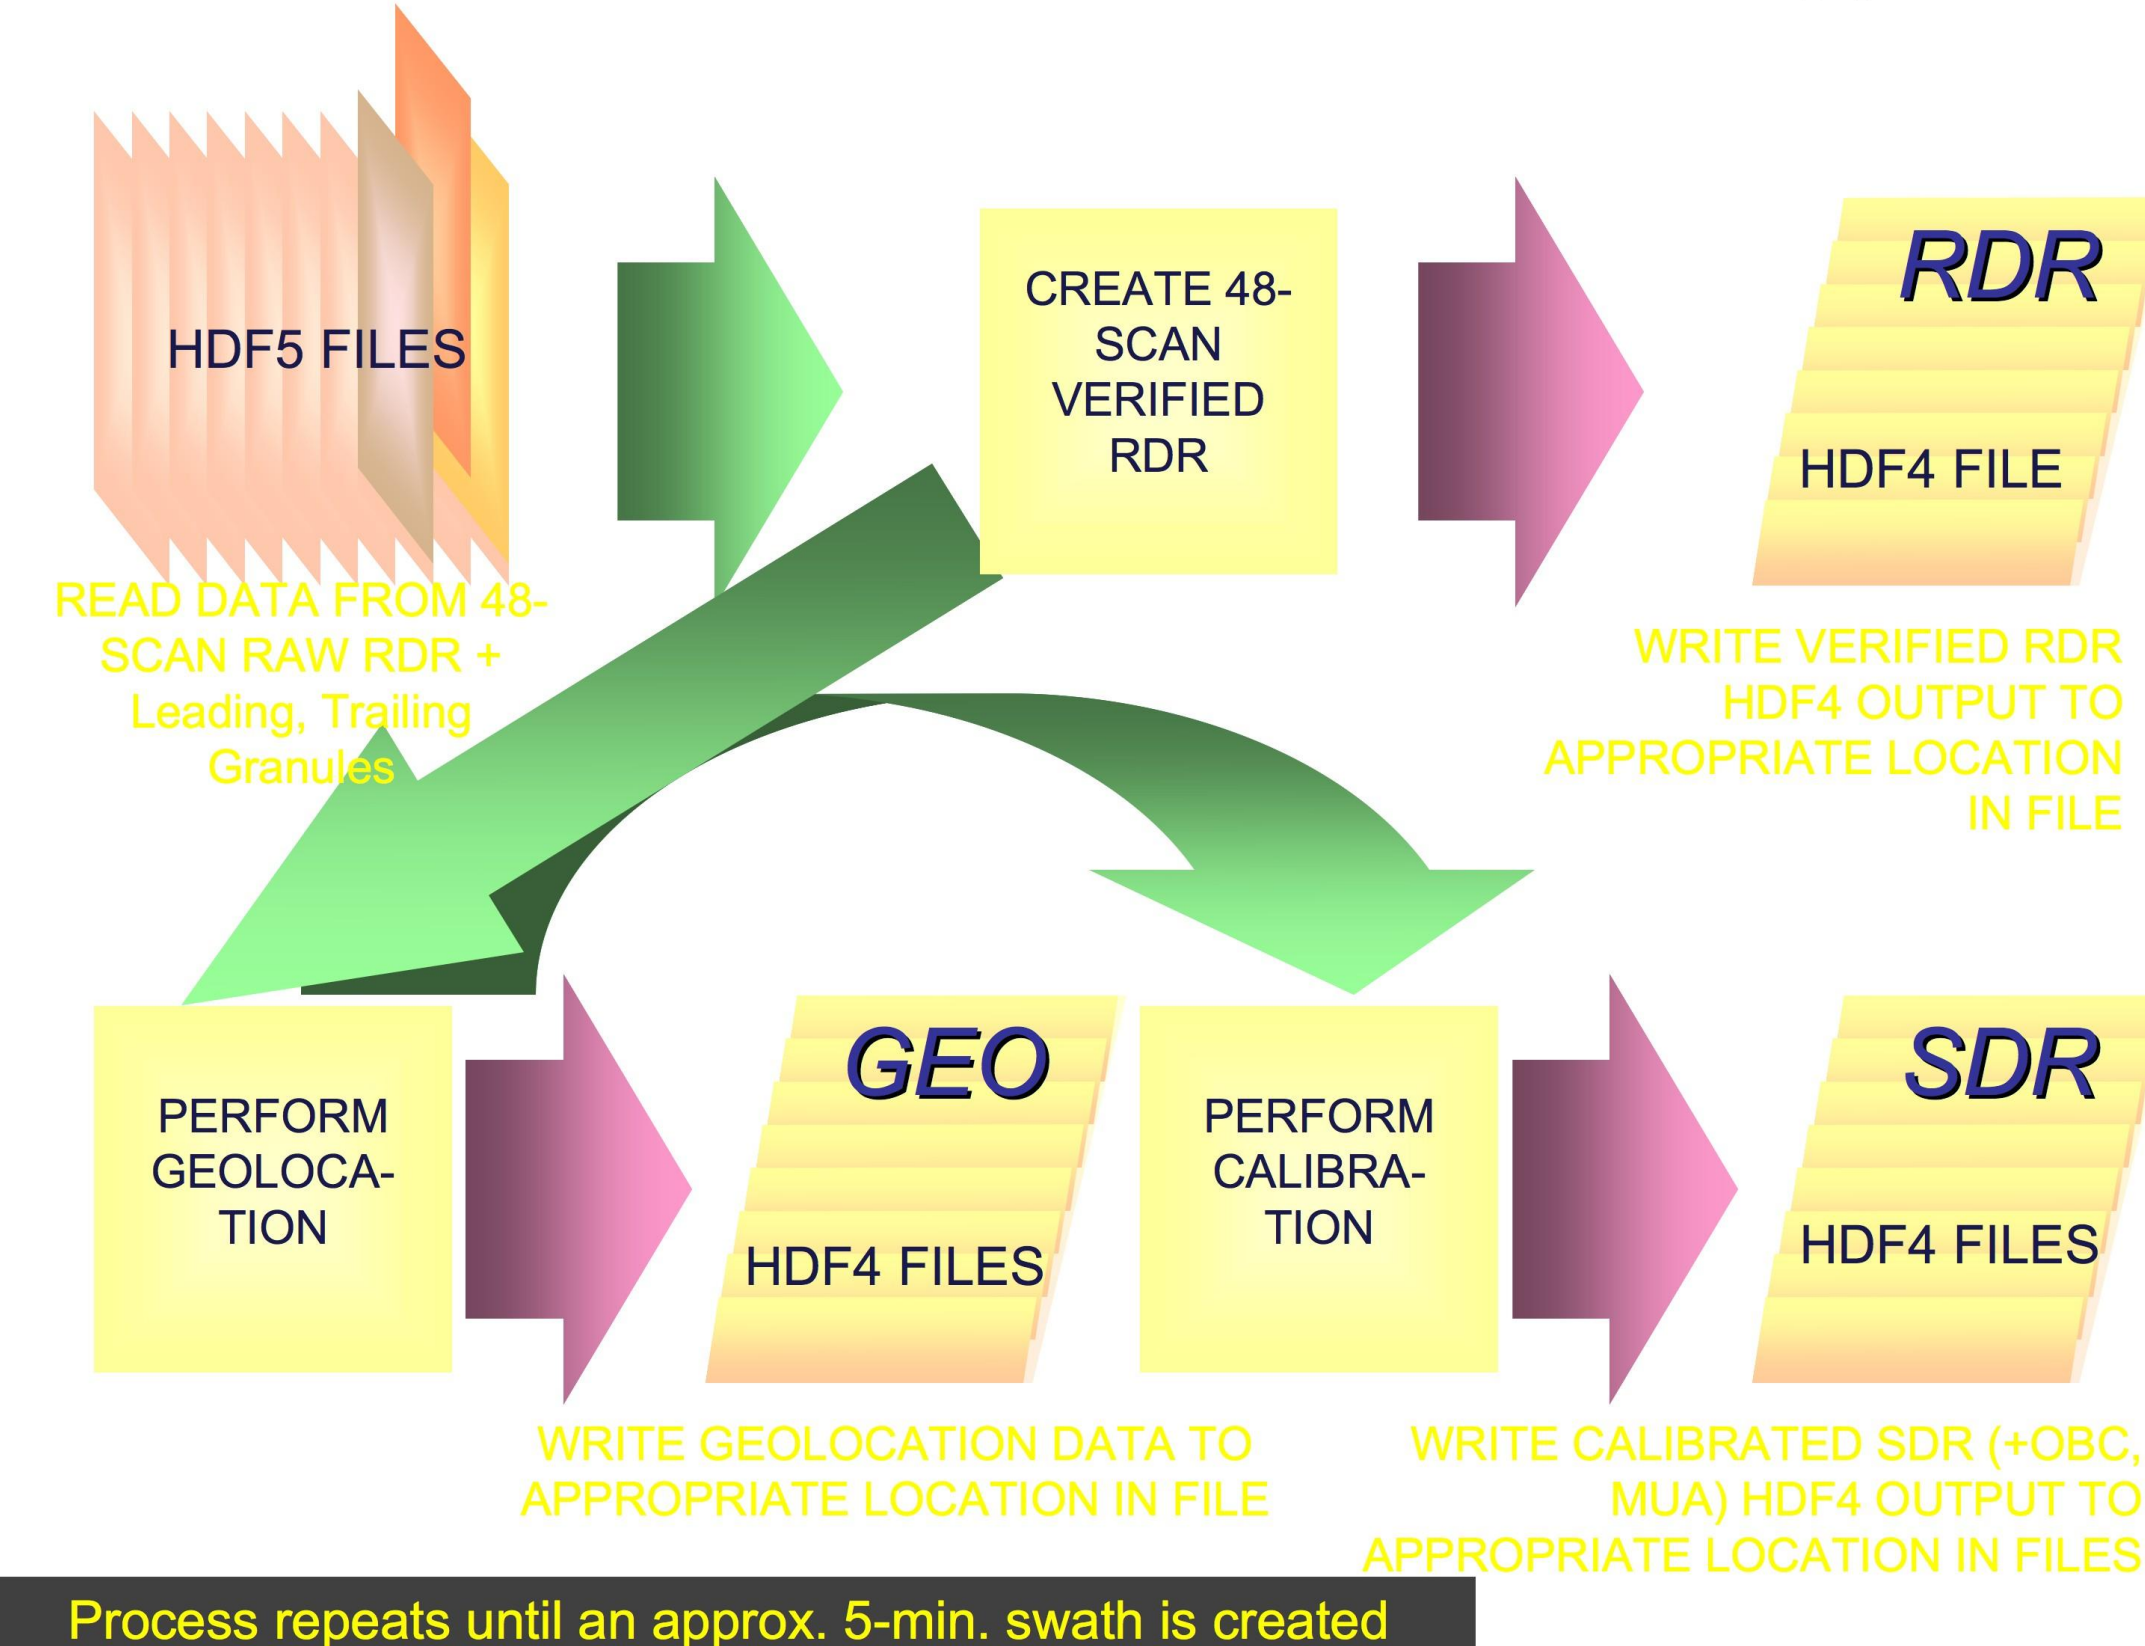 HDF5 FILES
READ DATA FROM 48-
SCAN RAW RDR +
Leading, Trailing
Granules
CREATE 48-
SCAN
VERIFIED
RDR
RDR
HDF4 FILE
WRITE VERIFIED RDR
HDF4 OUTPUT TO
APPROPRIATE LOCATION
IN FILE
PERFORM
GEOLOCA-
TION
GEO
HDF4 FILES
WRITE GEOLOCATION DATA TO
APPROPRIATE LOCATION IN FILE
PERFORM
CALIBRA-
TION
SDR
HDF4 FILES
WRITE CALIBRATED SDR (+OBC,
MUA) HDF4 OUTPUT TO
APPROPRIATE LOCATION IN FILES
Process repeats until an approx. 5-min. swath is created